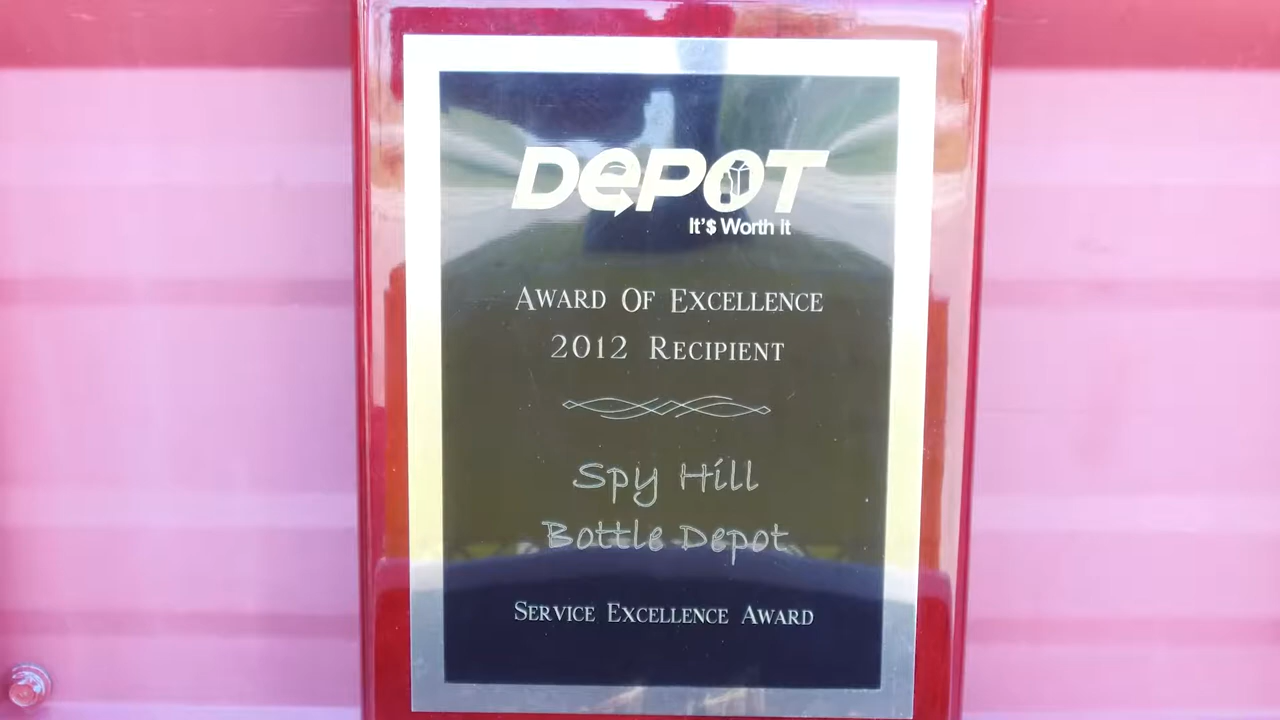 DePOT
It'$ Worth it
Award Of Excellence
2012 Recipient
Spy Hill
Bottle Depot
Service Excellence Award